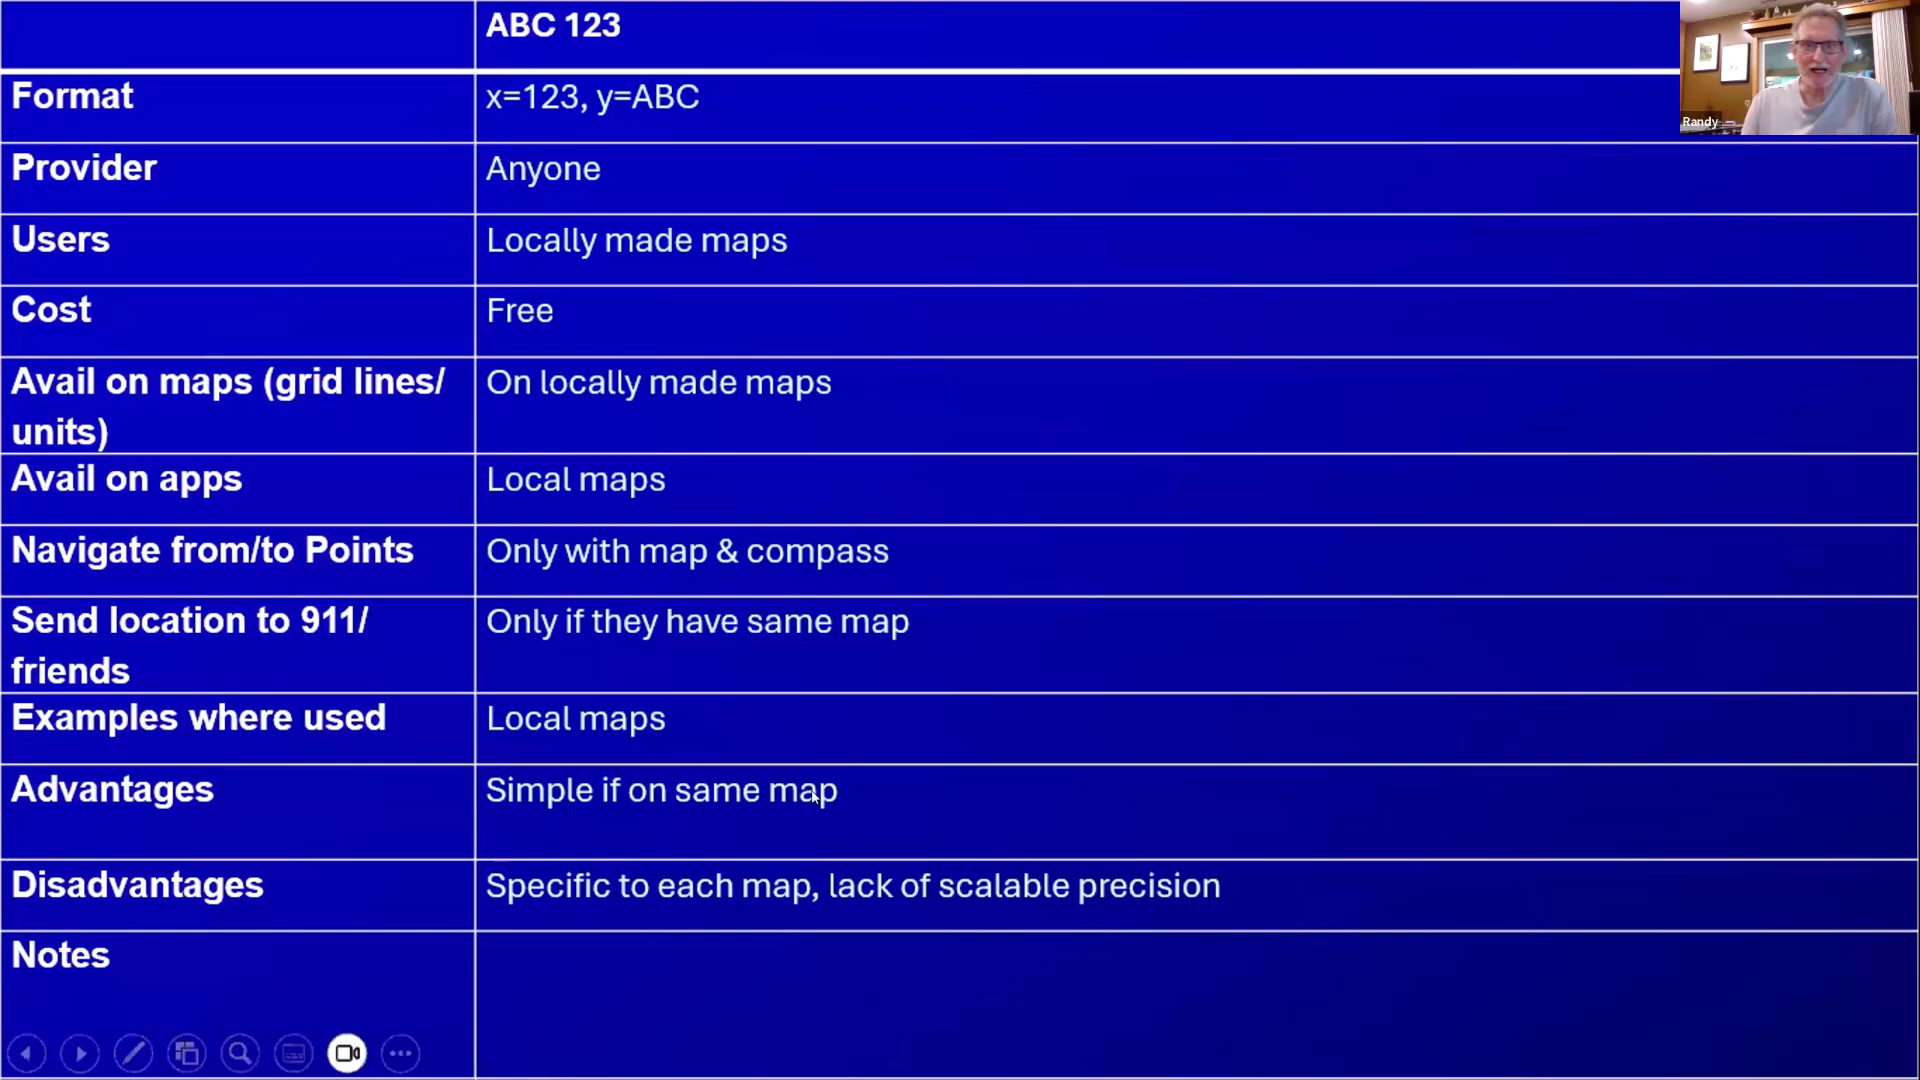 ABC 123
Format
x=123, y=ABC
Randy
Provider
Anyone
Users
Locally made maps
Cost
Free
Avail on maps (grid lines/
units)
On locally made maps
Avail on apps
Local maps
Navigate from/to Points
Only with map & compass
Send location to 911/
friends
Only if they have same map
Examples where used
Local maps
Advantages
Simple if on same map
Disadvantages
Specific to each map, lack of scalable precision
Notes